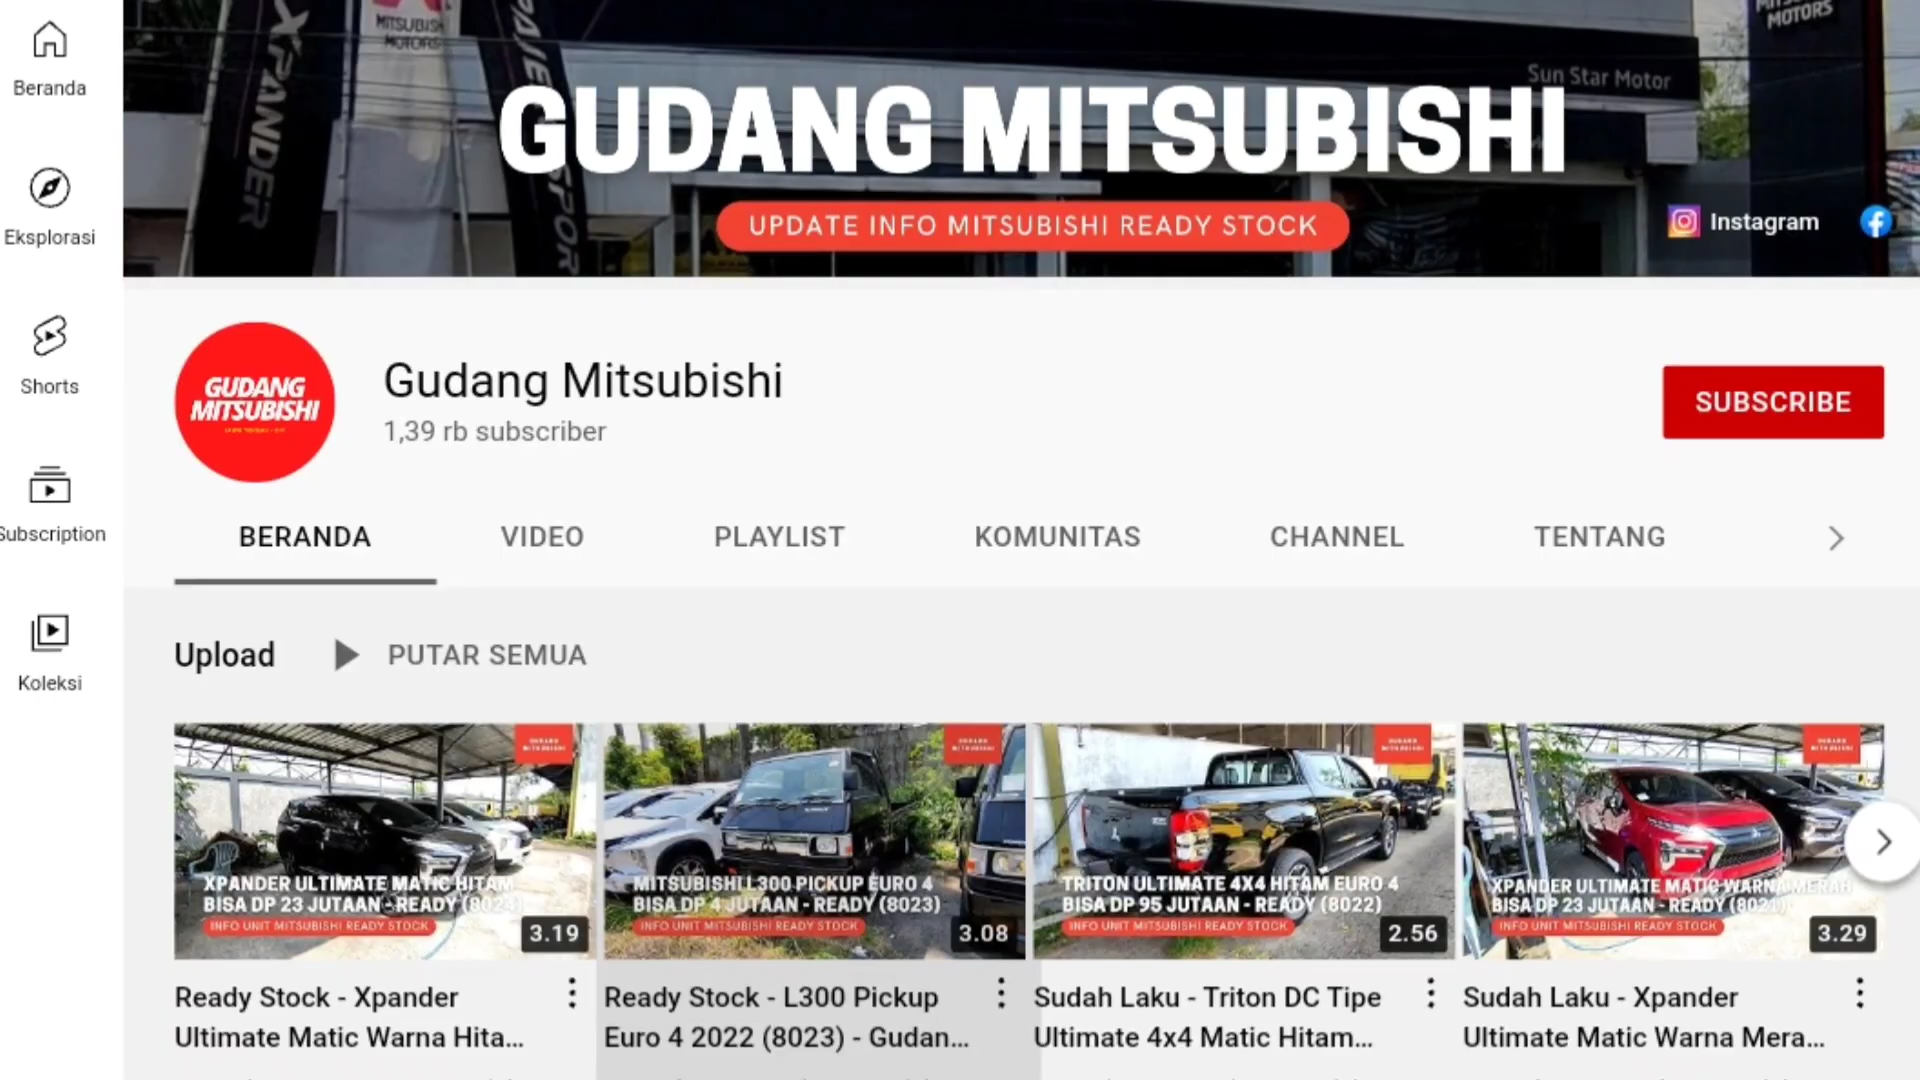 XPANDER
MITSUBISHI
MOTORS
PAJERO SPOR
Sun Star Motor
MOTORS
GUDANG MITSUBISHI
UPDATE INFO MITSUBISHI READY STOCK
Instagram
Beranda
Eksplorasi
Shorts
Subscription
Koleksi
GUDANG
MITSUBISHI
Gudang Mitsubishi
1,39 rb subscriber
SUBSCRIBE
BERANDA
VIDEO
PLAYLIST
KOMUNITAS
CHANNEL
TENTANG
Upload
PUTAR SEMUA
XPANDER ULTIMATE MATIC HITAM
BISA DP 23 JUTAAN - READY (8024)
INFO UNIT MITSUBISHI READY STOCK
3.19
MITSUBISHI L300 PICKUP EURO 4
BISA DP 4 JUTAAN - READY (8023)
INFO UNIT MITSUBISHI READY STOCK
3.08
TRITON ULTIMATE 4X4 HITAM EURO 4
BISA DP 95 JUTAAN - READY (8022)
INFO UNIT MITSUBISHI READY STOCK
2.56
XPANDER ULTIMATE MATIC WARNA MERAH
BISA DP 23 JUTAAN - READY (8021)
INFO UNIT MITSUBISHI READY STOCK
3.29
Ready Stock - Xpander
Ultimate Matic Warna Hita...
Ready Stock - L300 Pickup
Euro 4 2022 (8023) - Gudan...
Sudah Laku - Triton DC Tipe
Ultimate 4x4 Matic Hitam...
Sudah Laku - Xpander
Ultimate Matic Warna Mera...